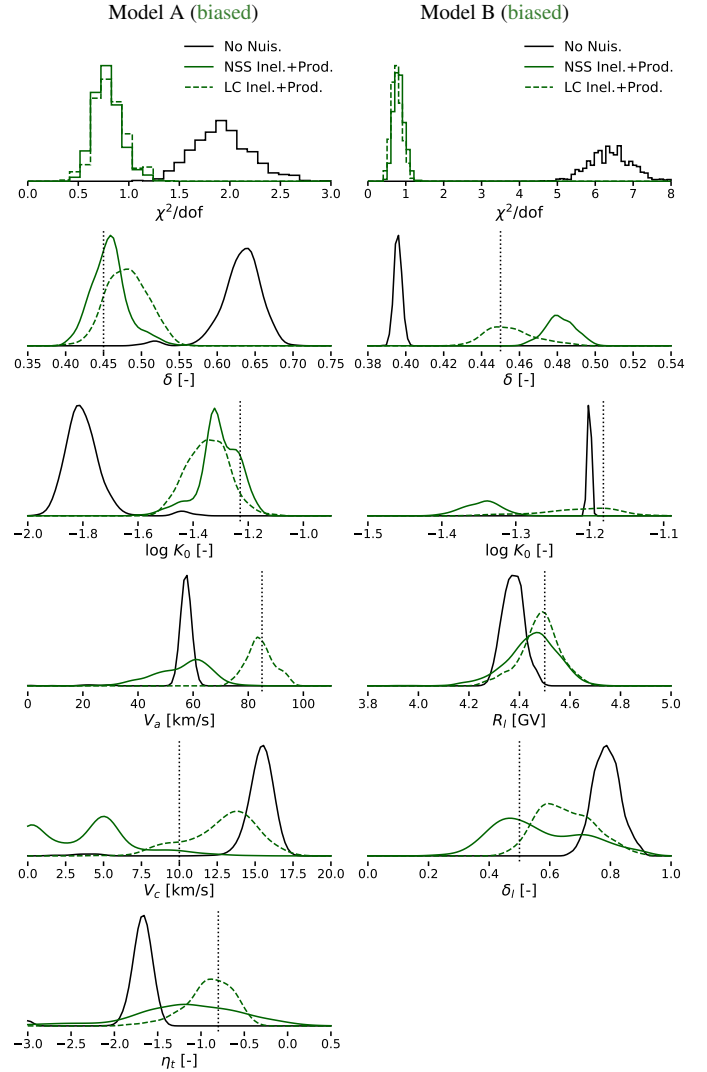 Model A (biased) Model B (biased)
No Nuis. No Nuis.
NSS Inel.+Prod. NSS Inel.+Prod.
LC Inel.+Prod. LC Inel.+Prod.
0.0 0.5 1.0 1.5 2.0 2.5 3.0 0 1 2 3 4 5 6 7 8
χ²/dof χ²/dof
0.35 0.40 0.45 0.50 0.55 0.60 0.65 0.70 0.75 0.38 0.40 0.42 0.44 0.46 0.48 0.50 0.52 0.54
δ [-] δ [-]
−2.0 −1.8 −1.6 −1.4 −1.2 −1.0 −1.5 −1.4 −1.3 −1.2 −1.1
log K₀ [-] log K₀ [-]
0 20 40 60 80 100 3.8 4.0 4.2 4.4 4.6 4.8 5.0
Vₐ [km/s] Rₗ [GV]
0.0 2.5 5.0 7.5 10.0 12.5 15.0 17.5 20.0 0.0 0.2 0.4 0.6 0.8 1.0
V_c [km/s] δₗ [-]
−3.0 −2.5 −2.0 −1.5 −1.0 −0.5 0.0 0.5
ηₜ [-]